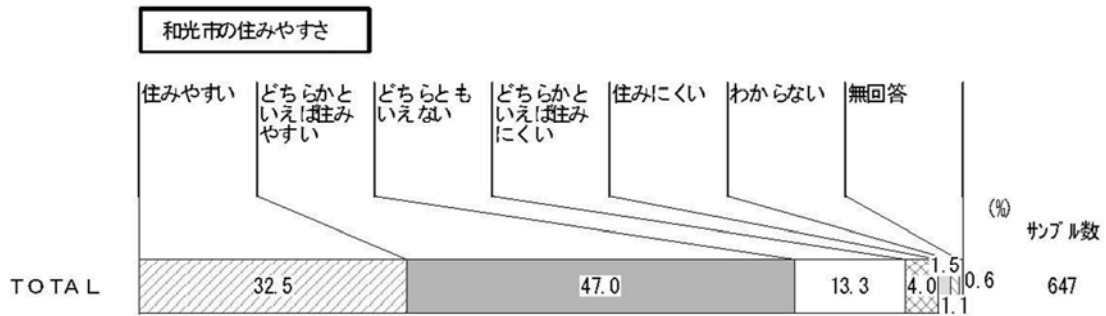 和光市の住みやすさ
住みやすい
どちらかと
いえば住み
やすい
どちらとも
いえない
どちらかと
いえば住み
にくい
住みにくい
わからない
無回答
(%)
サンプル数
TOTAL
32.5
47.0
13.3
4.0
1.5
1.1
0.6
647